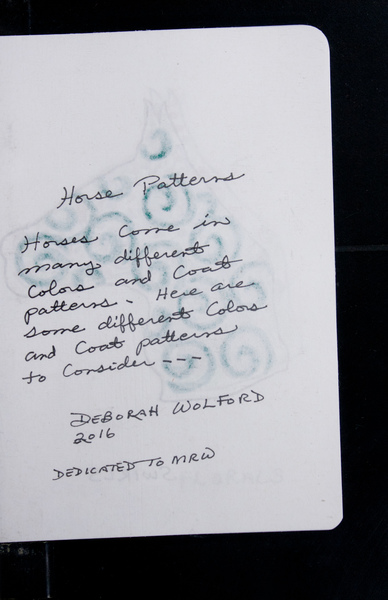 Horse Patterns
Horses come in
many different
colors and coat
patterns - Here are
some different colors
and coat patterns
to consider ---
DEBORAH WOLFORD
2016
DEDICATED TO MRW